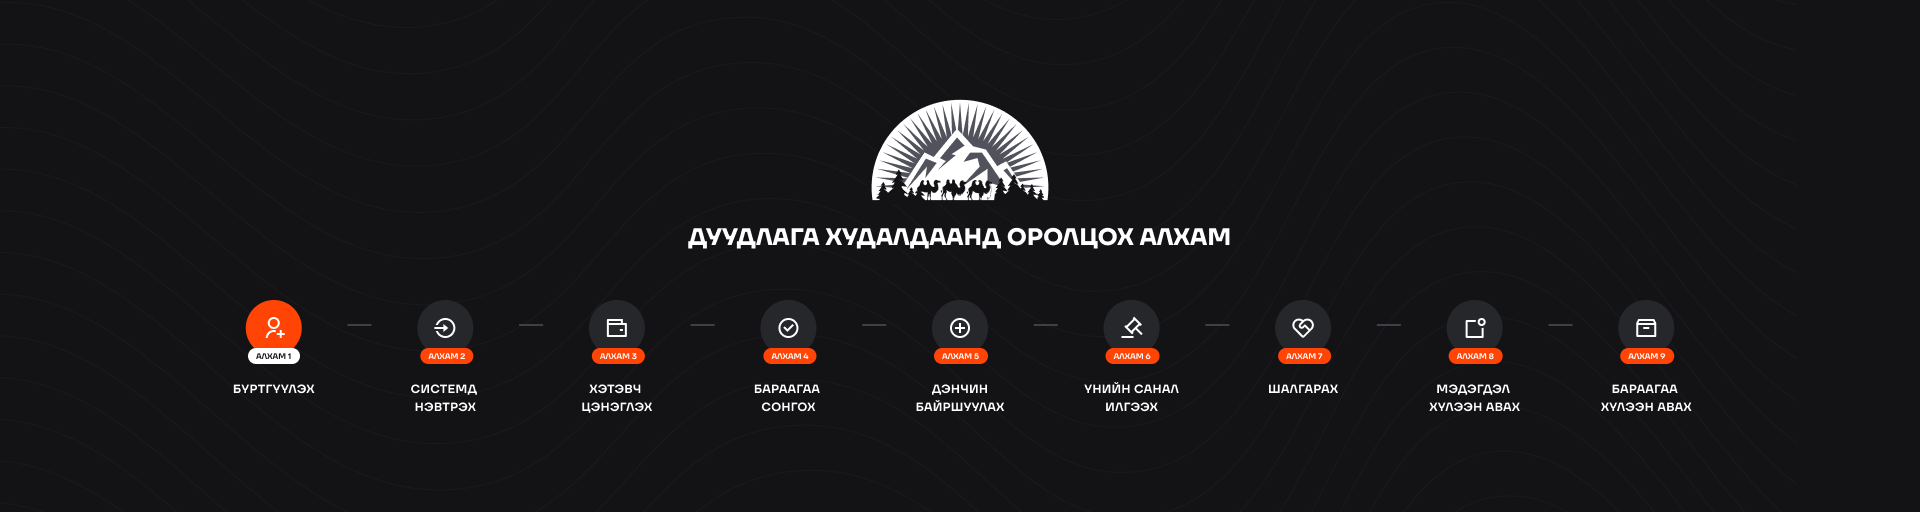 ДУУДЛАГА ХУДАЛДААНД ОРОЛЦОХ АЛХАМ
АЛХАМ 1
БҮРТГҮҮЛЭХ
АЛХАМ 2
СИСТЕМД
НЭВТРЭХ
АЛХАМ 3
ХЭТЭВЧ
ЦЭНЭГЛЭХ
АЛХАМ 4
БАРААГАА
СОНГОХ
АЛХАМ 5
ДЭНЧИН
БАЙРШУУЛАХ
АЛХАМ 6
ҮНИЙН САНАЛ
ИЛГЭЭХ
АЛХАМ 7
ШАЛГАРАХ
АЛХАМ 8
МЭДЭГДЭЛ
ХҮЛЭЭН АВАХ
АЛХАМ 9
БАРААГАА
ХҮЛЭЭН АВАХ